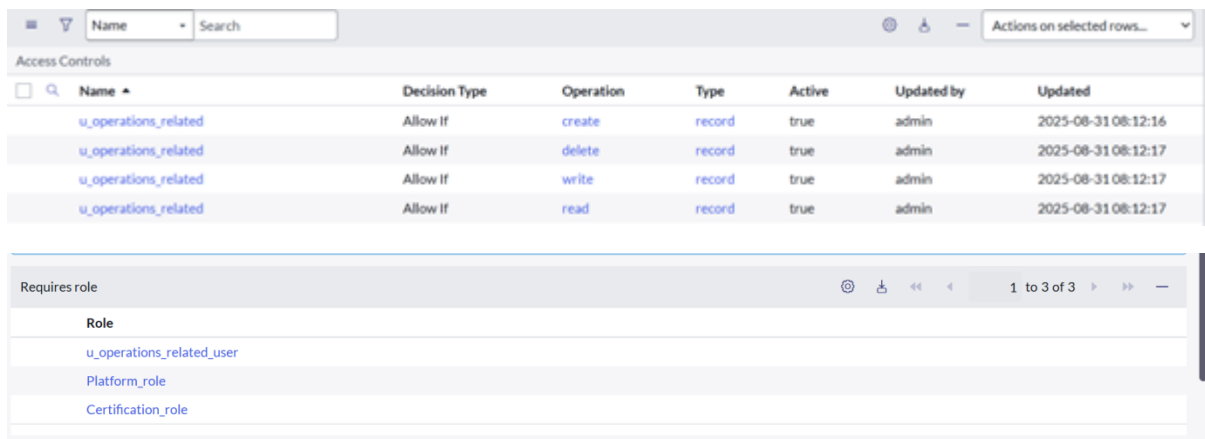 Name Search Actions on selected rows...
Access Controls
Name Decision Type Operation Type Active Updated by Updated
u_operations_related Allow If create record true admin 2025-08-31 08:12:16
u_operations_related Allow If delete record true admin 2025-08-31 08:12:17
u_operations_related Allow If write record true admin 2025-08-31 08:12:17
u_operations_related Allow If read record true admin 2025-08-31 08:12:17
Requires role 1 to 3 of 3
Role
u_operations_related_user
Platform_role
Certification_role